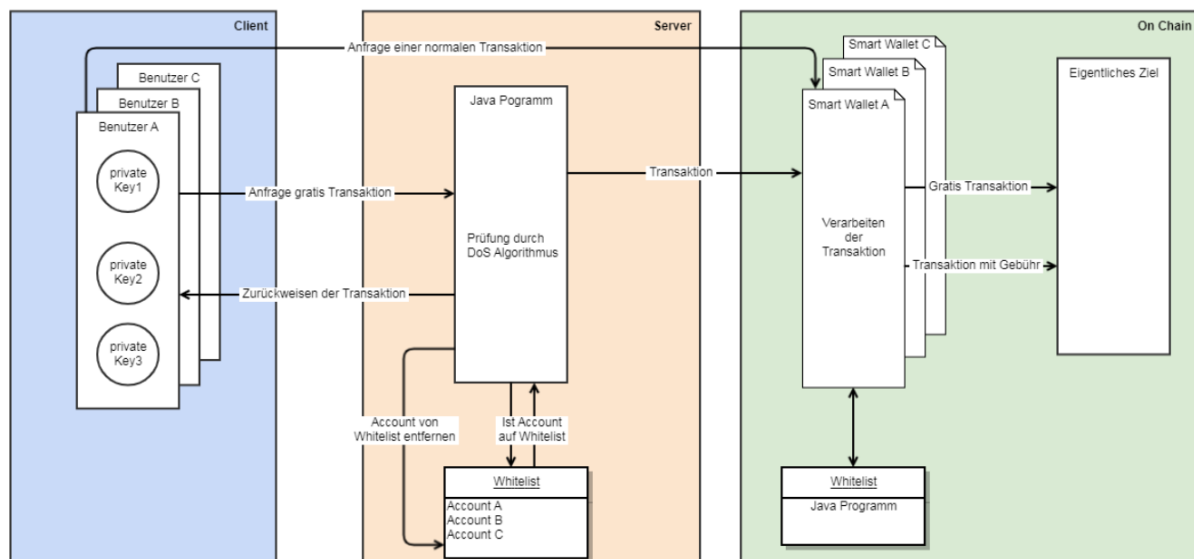 Client
Server
On Chain
Anfrage einer normalen Transaktion
Smart Wallet C
Smart Wallet B
Smart Wallet A
Eigentliches Ziel
Benutzer C
Benutzer B
Benutzer A
Java Pogramm
private
Key1
Anfrage gratis Transaktion
Transaktion
Gratis Transaktion
Prüfung durch
DoS Algorithmus
Verarbeiten
der
Transaktion
Transaktion mit Gebühr
private
Key2
Zurückweisen der Transaktion
private
Key3
Account von
Whitelist entfernen
Ist Account
auf Whitelist
Whitelist
Account A
Account B
Account C
Whitelist
Java Programm